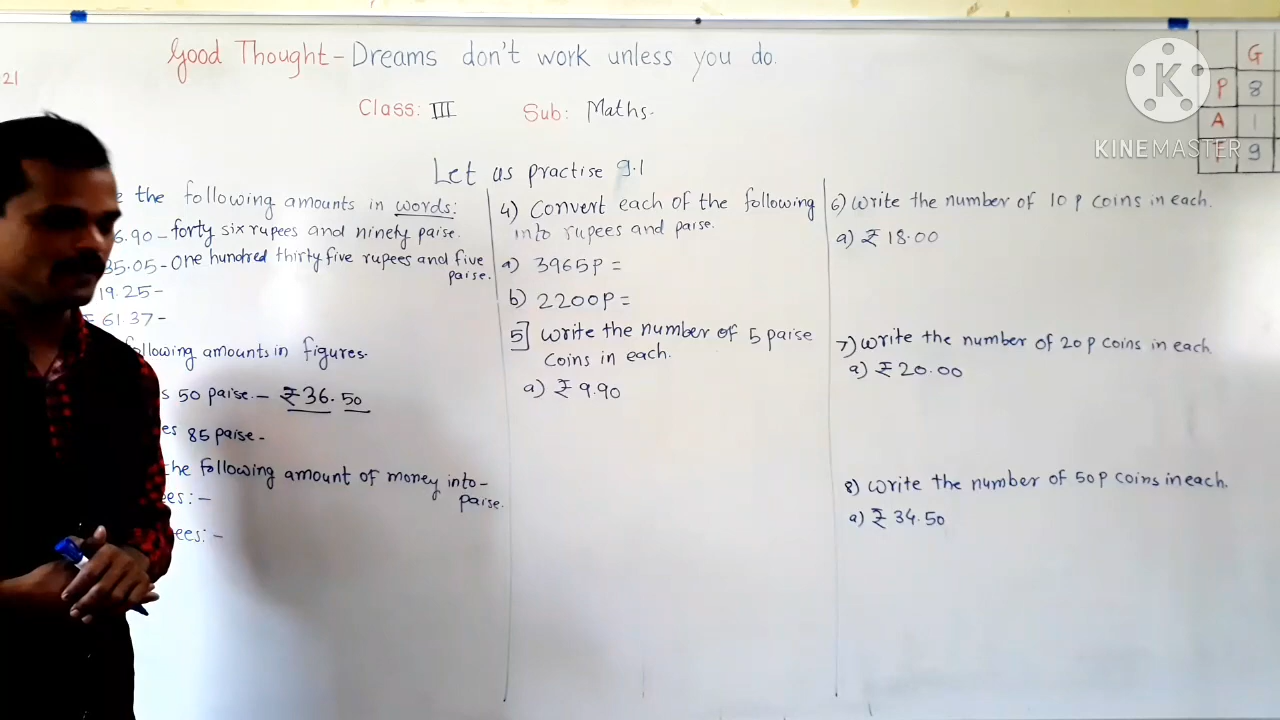 Good Thought - Dreams don't work unless you do.
21
Class: III Sub: Maths.
G
P 8
A 1
9
KINEMASTER
Let us practise 9.1
the following amounts in words:
6.90 - forty six rupees and ninety paise.
35.05 - One hundred thirty five rupees and five
paise.
19.25 -
₹ 61.37 -
following amounts in figures.
s 50 paise. - ₹ 36.50
es 85 paise -
the following amount of money into -
paise.
ees: -
ees: -
4) Convert each of the following
into rupees and paise.
a) 3965P =
b) 2200P =
5] Write the number of 5 paise
coins in each.
a) ₹ 9.90
6) Write the number of 10 p coins in each.
a) ₹ 18.00
7) Write the number of 20 p coins in each.
a) ₹ 20.00
8) Write the number of 50 p coins in each.
a) ₹ 34.50